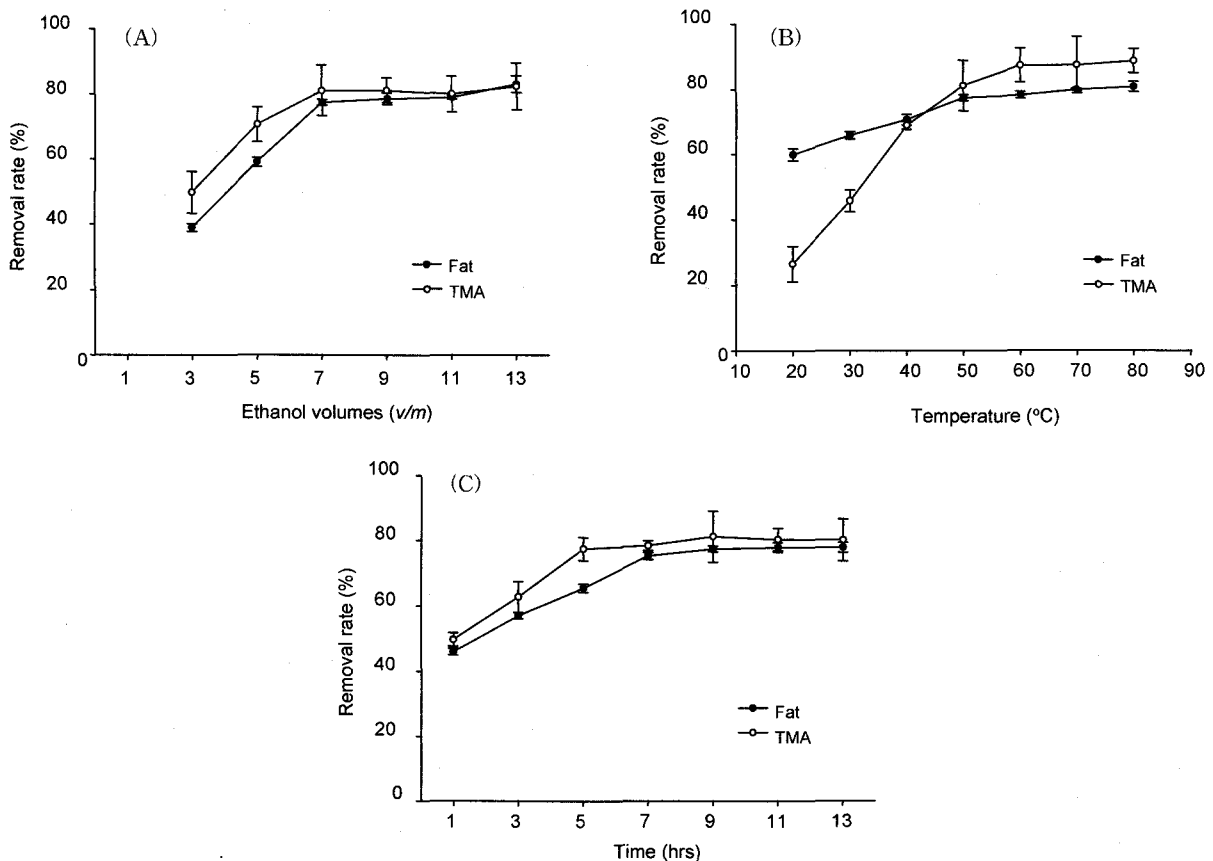 (A)
100
80
60
40
20
0
Removal rate (%)
Fat
TMA
1 3 5 7 9 11 13
Ethanol volumes (v/m)
(B)
100
80
60
40
20
0
Removal rate (%)
Fat
TMA
10 20 30 40 50 60 70 80 90
Temperature (ºC)
(C)
100
80
60
40
20
0
Removal rate (%)
Fat
TMA
1 3 5 7 9 11 13
Time (hrs)